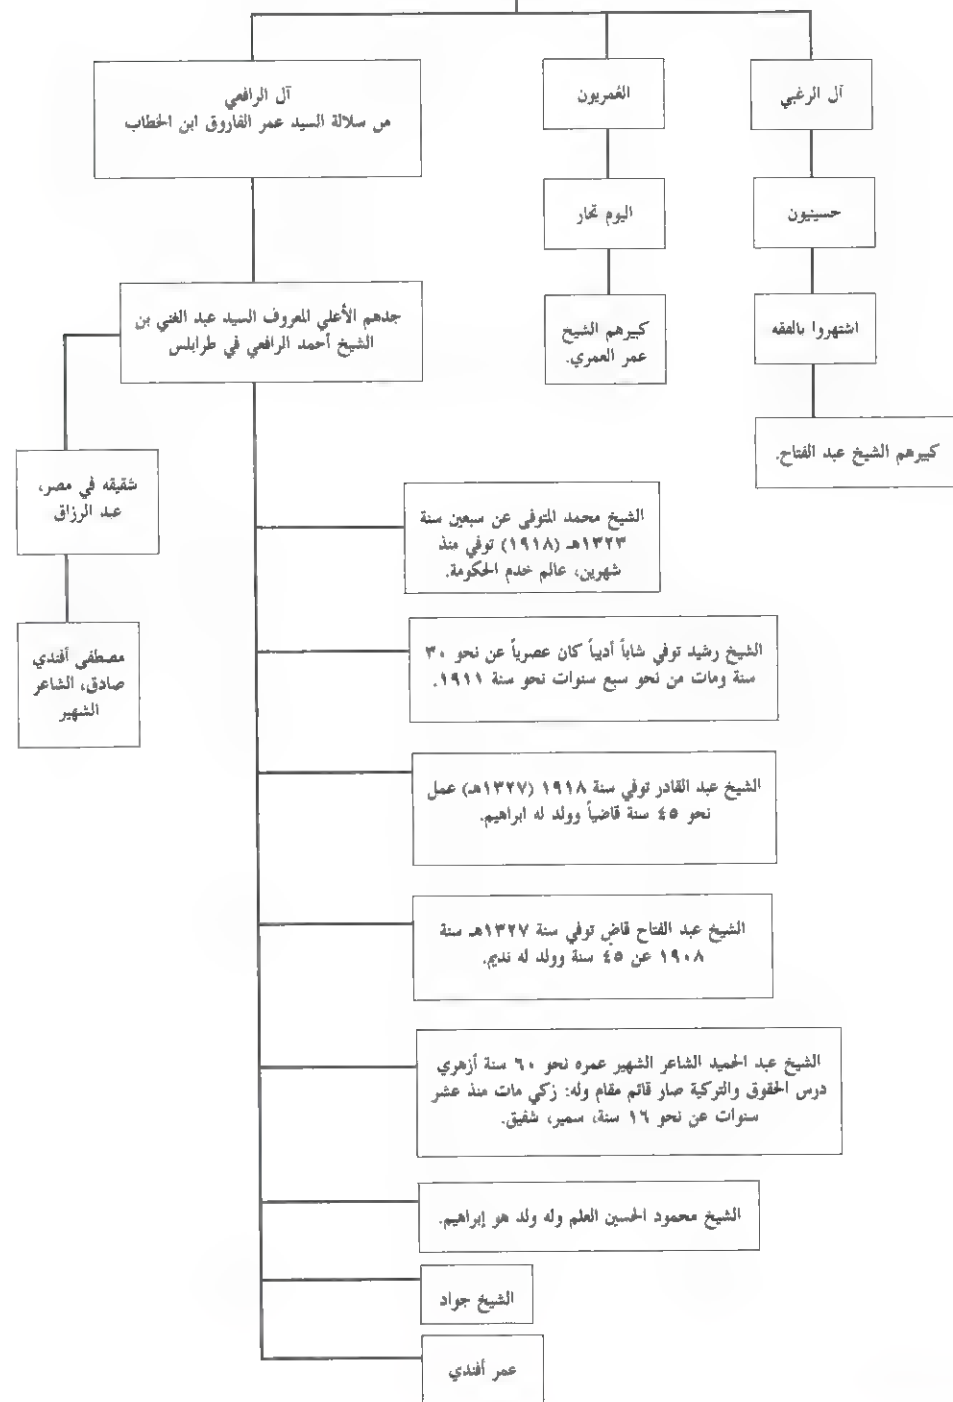 آل الرغبي
حسينيون
اشتهروا بالفقه
كبيرهم الشيخ عبد الفتاح.
العُمريون
اليوم تجار
كبيرهم الشيخ
عمر العمري.
آل الرافعي
من سلالة السيد عمر الفاروق ابن الخطاب
جدهم الأعلي المعروف السيد عبد الغني بن
الشيخ أحمد الرافعي في طرابلس
شقيقه في مصر،
عبد الرزاق
مصطفى أفندي
صادق، الشاعر
الشهير
الشيخ محمد المتوفى عن سبعين سنة
١٣٢٣هـ (١٩١٨) توفي منذ
شهرين، عالم خدم الحكومة.
الشيخ رشيد توفي شاباً أديباً كان عصرياً عن نحو ٣٠
سنة ومات من نحو سبع سنوات نحو سنة ١٩١١.
الشيخ عبد القادر توفي سنة ١٩١٨ (١٣٢٧هـ) عمل
نحو ٤٥ سنة قاضياً وولد له ابراهيم.
الشيخ عبد الفتاح قاضٍ توفي سنة ١٣٢٧هـ سنة
١٩٠٨ عن ٤٥ سنة وولد له نديم.
الشيخ عبد الحميد الشاعر الشهير عمره نحو ٦٠ سنة أزهري
درس الحقوق والتركية صار قائم مقام وله: زكي مات منذ عشر
سنوات عن نحو ١٦ سنة، سمير، شفيق.
الشيخ محمود الحسين العلم وله ولد هو إبراهيم.
الشيخ جواد
عمر أفندي